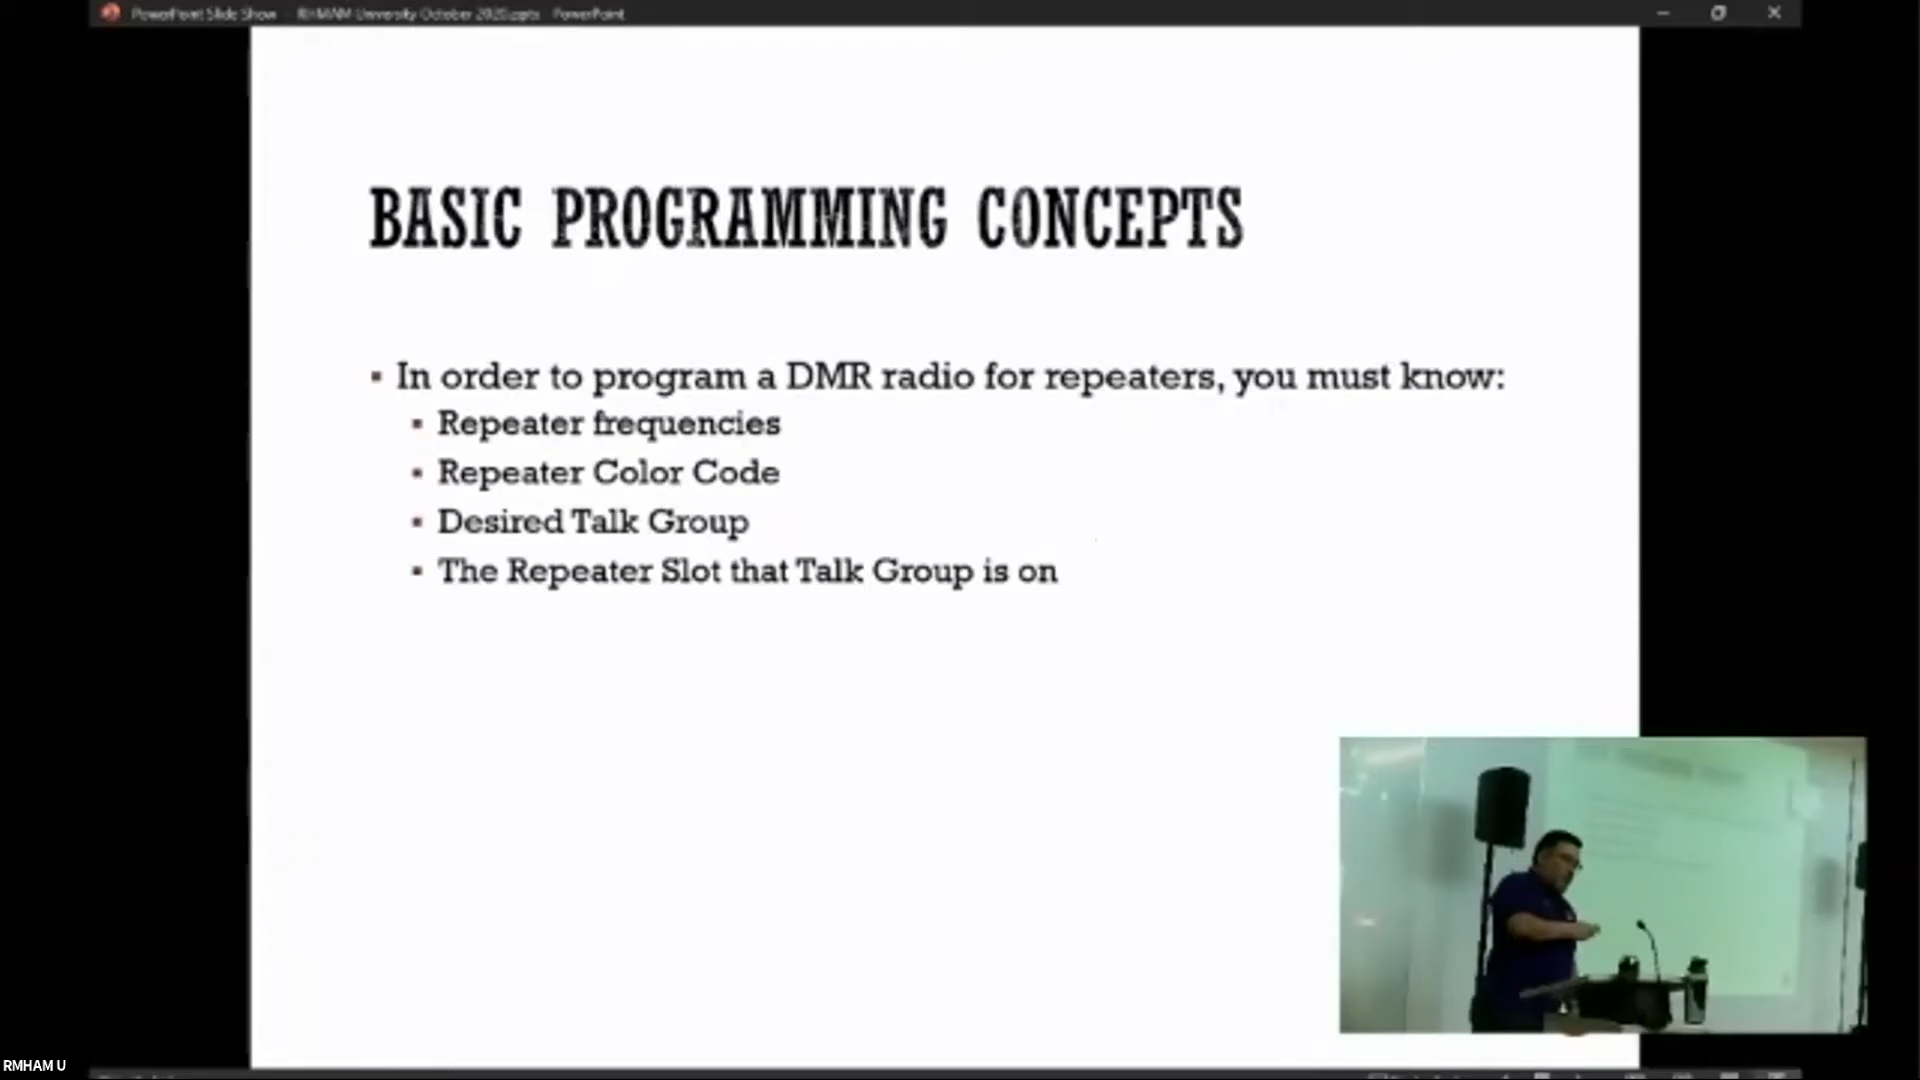 PowerPoint Slide Show - RHMAM University October 2020.pptx - PowerPoint
BASIC PROGRAMMING CONCEPTS
▪ In order to program a DMR radio for repeaters, you must know:
▪ Repeater frequencies
▪ Repeater Color Code
▪ Desired Talk Group
▪ The Repeater Slot that Talk Group is on
RMHAM U